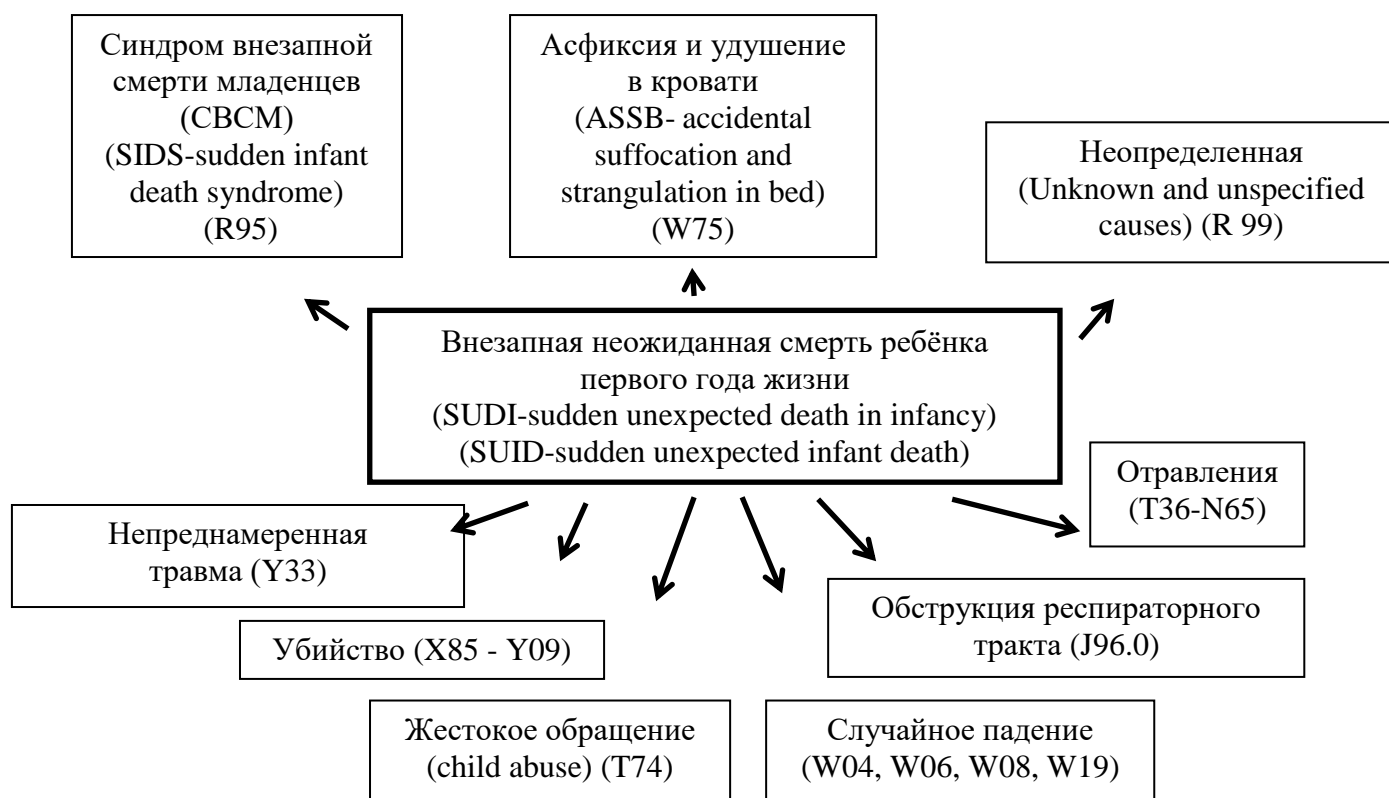 Синдром внезапной
смерти младенцев
(СВСМ)
(SIDS-sudden infant
death syndrome)
(R95)
Асфиксия и удушение
в кровати
(ASSB- accidental
suffocation and
strangulation in bed)
(W75)
Неопределенная
(Unknown and unspecified
causes) (R 99)
Внезапная неожиданная смерть ребёнка
первого года жизни
(SUDI-sudden unexpected death in infancy)
(SUID-sudden unexpected infant death)
Отравления
(T36-N65)
Непреднамеренная
травма (Y33)
Обструкция респираторного
тракта (J96.0)
Убийство (X85 - Y09)
Жестокое обращение
(child abuse) (T74)
Случайное падение
(W04, W06, W08, W19)